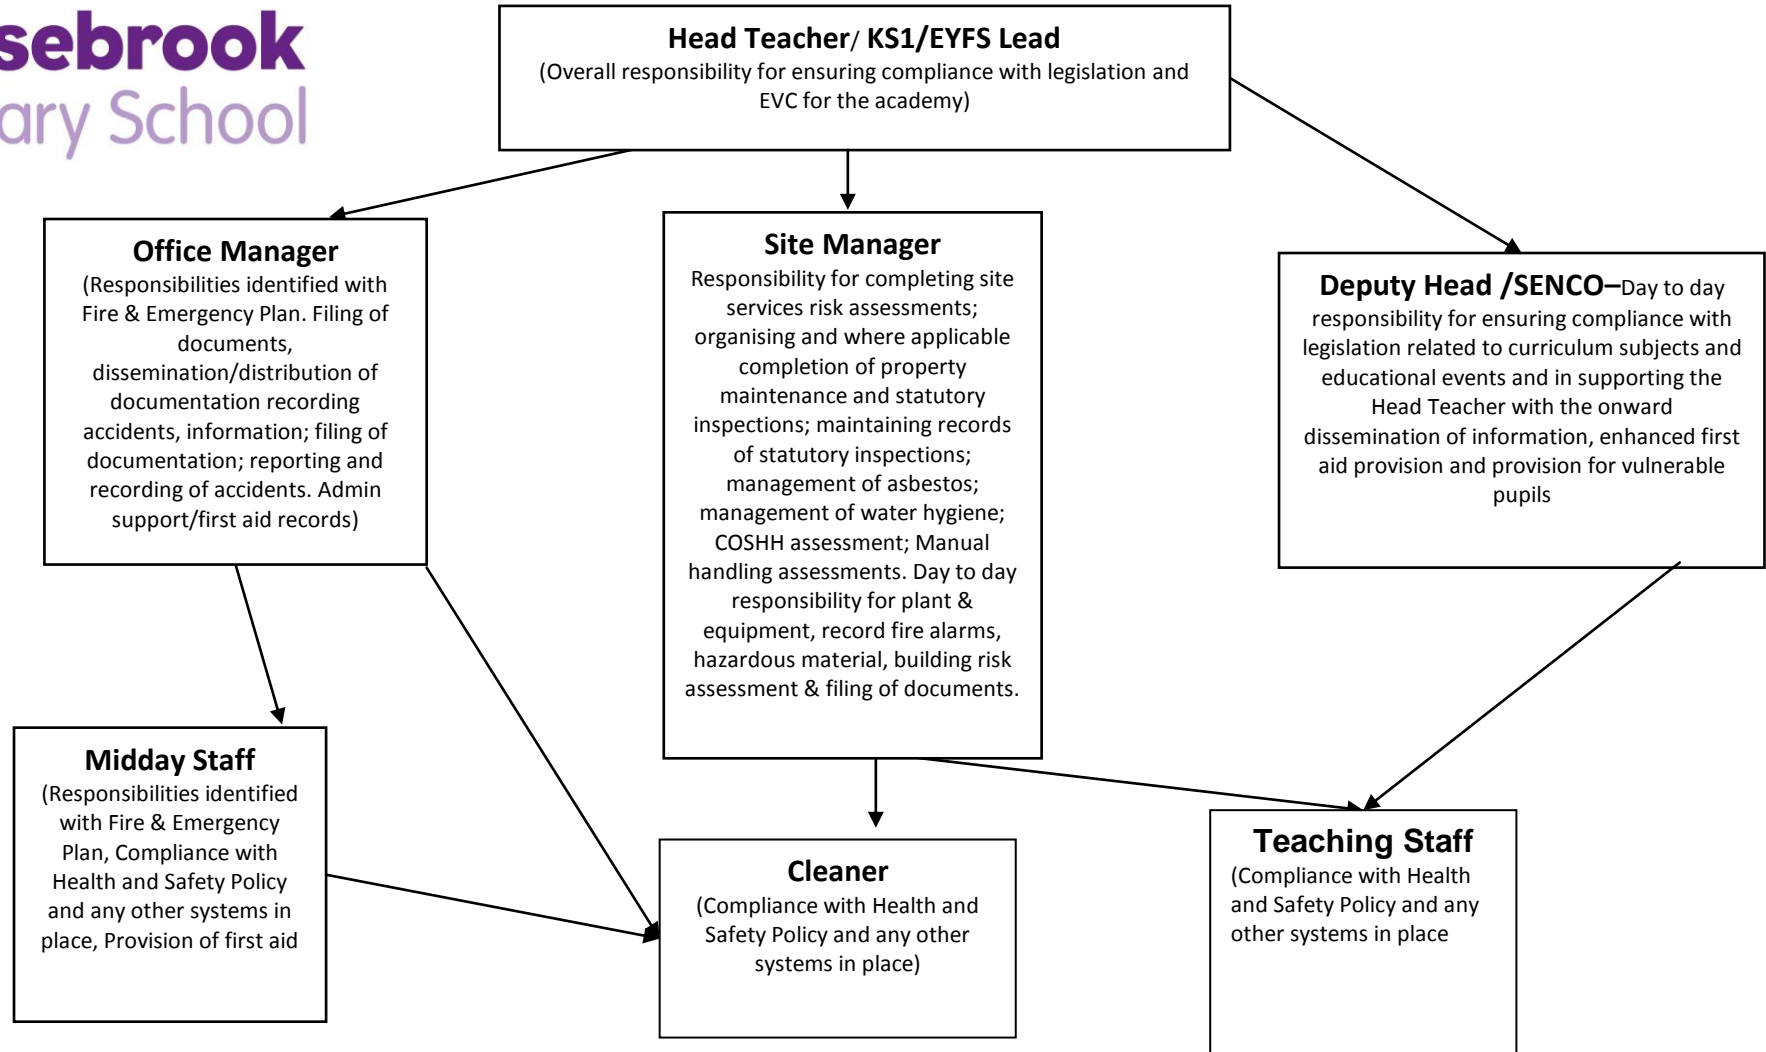 sebrook
ary School
Head Teacher/ KS1/EYFS Lead
(Overall responsibility for ensuring compliance with legislation and
EVC for the academy)
Office Manager
(Responsibilities identified with
Fire & Emergency Plan. Filing of
documents,
dissemination/distribution of
documentation recording
accidents, information; filing of
documentation; reporting and
recording of accidents. Admin
support/first aid records)
Site Manager
Responsibility for completing site
services risk assessments;
organising and where applicable
completion of property
maintenance and statutory
inspections; maintaining records
of statutory inspections;
management of asbestos;
management of water hygiene;
COSHH assessment; Manual
handling assessments. Day to day
responsibility for plant &
equipment, record fire alarms,
hazardous material, building risk
assessment & filing of documents.
Deputy Head /SENCO–Day to day
responsibility for ensuring compliance with
legislation related to curriculum subjects and
educational events and in supporting the
Head Teacher with the onward
dissemination of information, enhanced first
aid provision and provision for vulnerable
pupils
Midday Staff
(Responsibilities identified
with Fire & Emergency
Plan, Compliance with
Health and Safety Policy
and any other systems in
place, Provision of first aid
Cleaner
(Compliance with Health and
Safety Policy and any other
systems in place)
Teaching Staff
(Compliance with Health
and Safety Policy and any
other systems in place